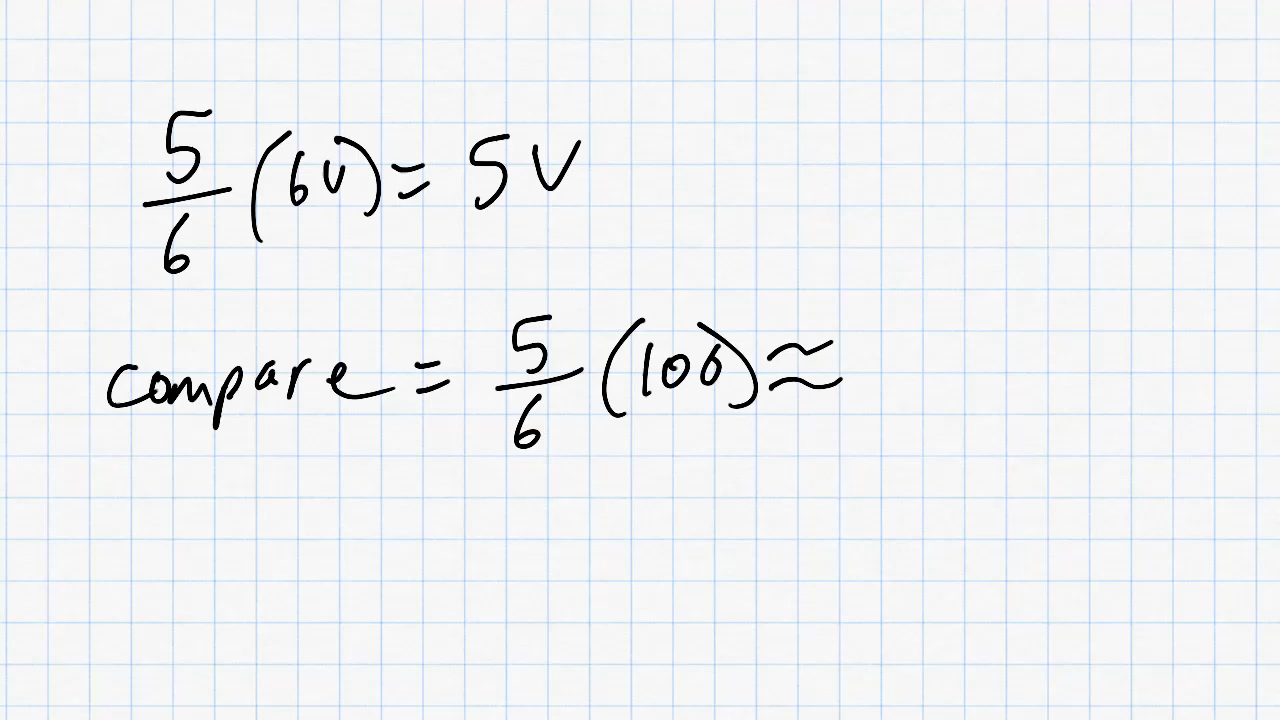 5/6 (6V) = 5V
compare = 5/6 (100) ≈